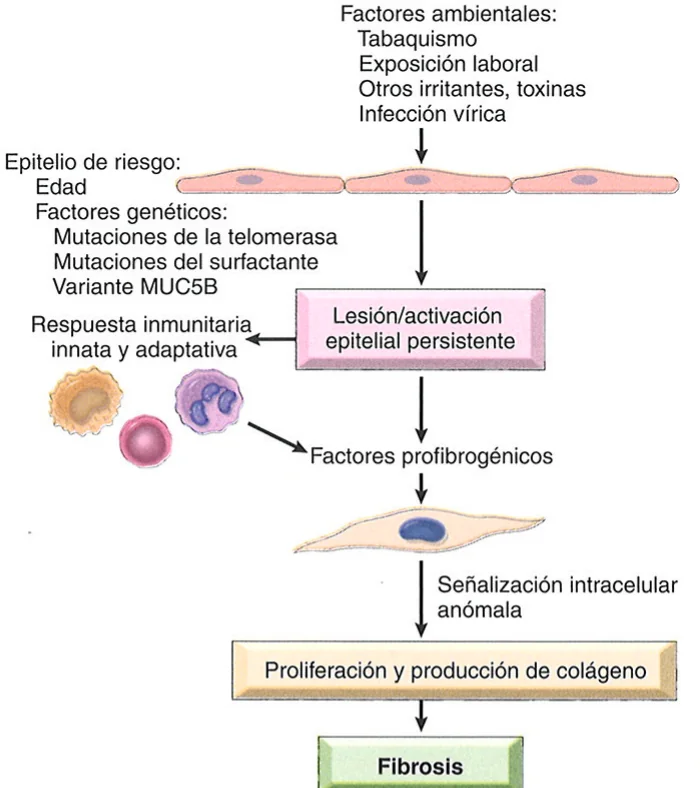 Factores ambientales:
Tabaquismo
Exposición laboral
Otros irritantes, toxinas
Infección vírica
Epitelio de riesgo:
Edad
Factores genéticos:
Mutaciones de la telomerasa
Mutaciones del surfactante
Variante MUC5B
Lesión/activación
epitelial persistente
Respuesta inmunitaria
innata y adaptativa
Factores profibrogénicos
Señalización intracelular
anómala
Proliferación y producción de colágeno
Fibrosis